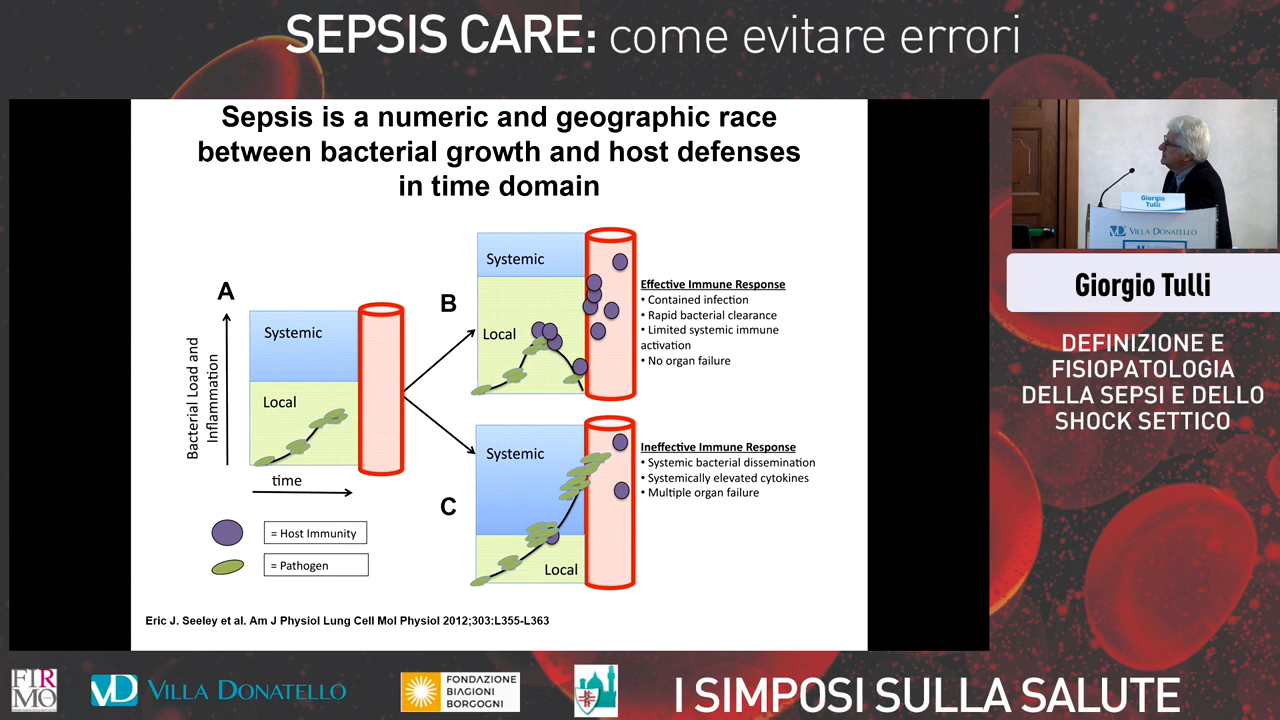 SEPSIS CARE: come evitare errori
Sepsis is a numeric and geographic race
between bacterial growth and host defenses
in time domain
A
Bacterial Load and
Inflammation
Systemic
Local
time
= Host Immunity
= Pathogen
B
Systemic
Local
Effective Immune Response
• Contained infection
• Rapid bacterial clearance
• Limited systemic immune
activation
• No organ failure
C
Systemic
Local
Ineffective Immune Response
• Systemic bacterial dissemination
• Systemically elevated cytokines
• Multiple organ failure
Eric J. Seeley et al. Am J Physiol Lung Cell Mol Physiol 2012;303:L355-L363
Giorgio
Tulli
VD VILLA DONATELLO
Giorgio Tulli
DEFINIZIONE E
FISIOPATOLOGIA
DELLA SEPSI E DELLO
SHOCK SETTICO
FIR
MO
VD VILLA DONATELLO
FONDAZIONE
BIAGIONI
BORGOGNI
I SIMPOSI SULLA SALUTE